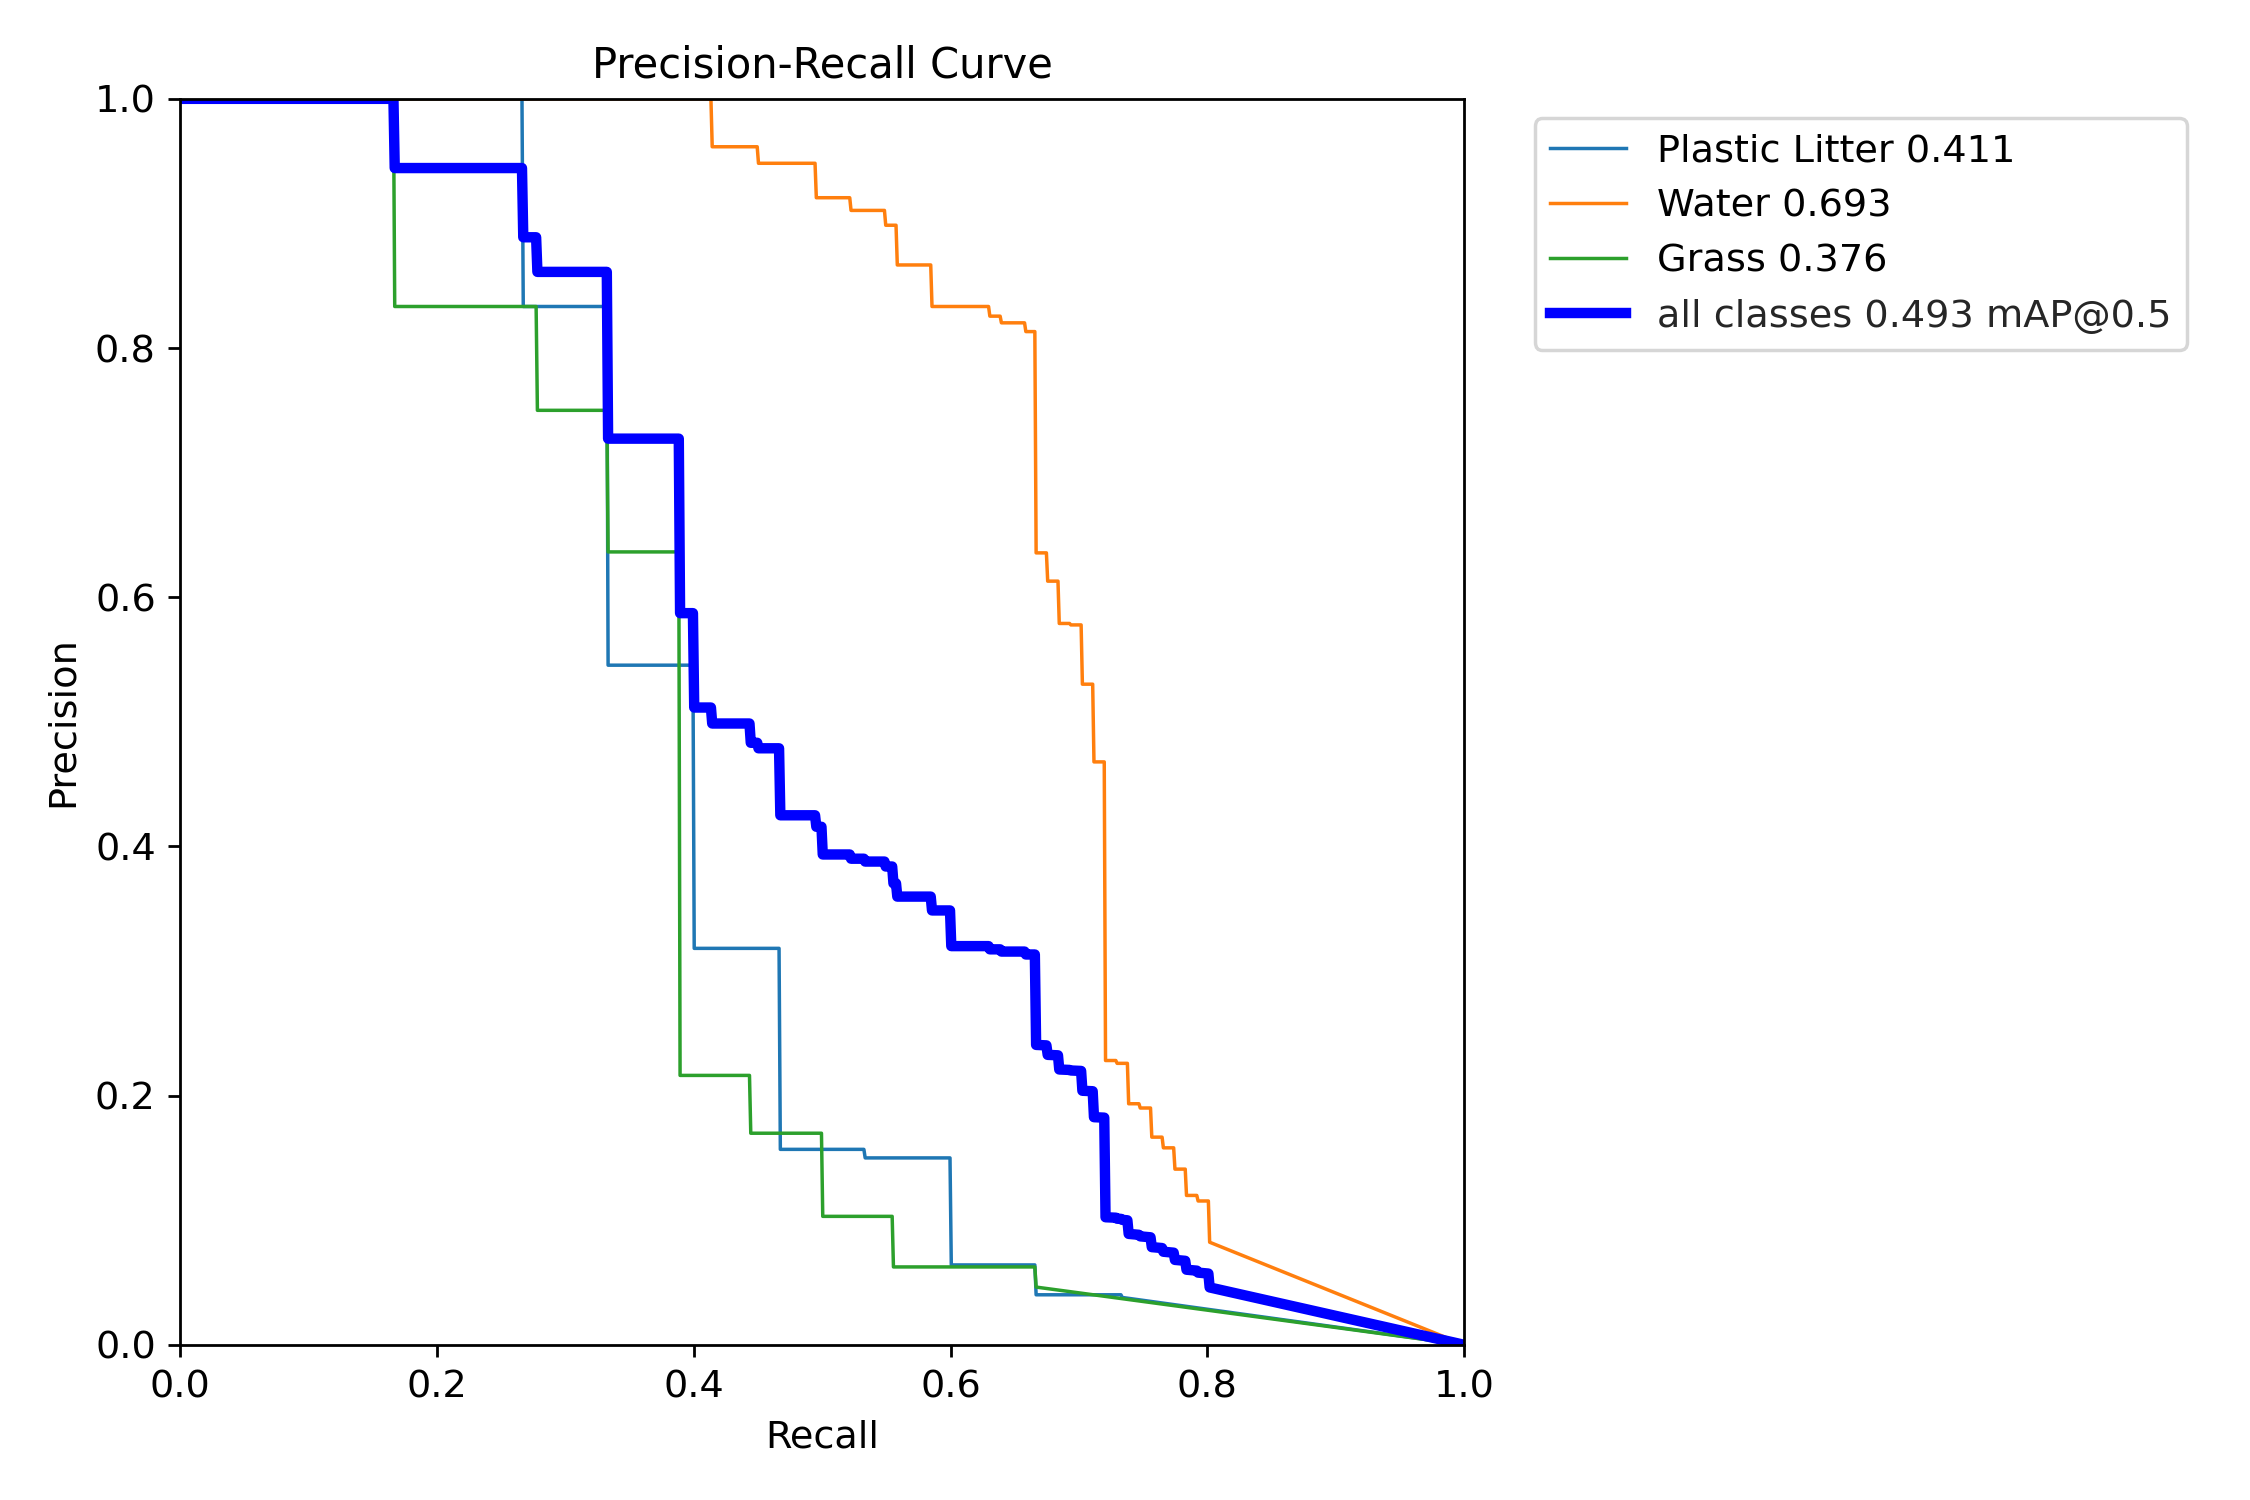 Precision-Recall Curve
1.0
0.8
0.6
0.4
0.2
0.0
Precision
0.0 0.2 0.4 0.6 0.8 1.0
Recall
Plastic Litter 0.411
Water 0.693
Grass 0.376
all classes 0.493 mAP@0.5